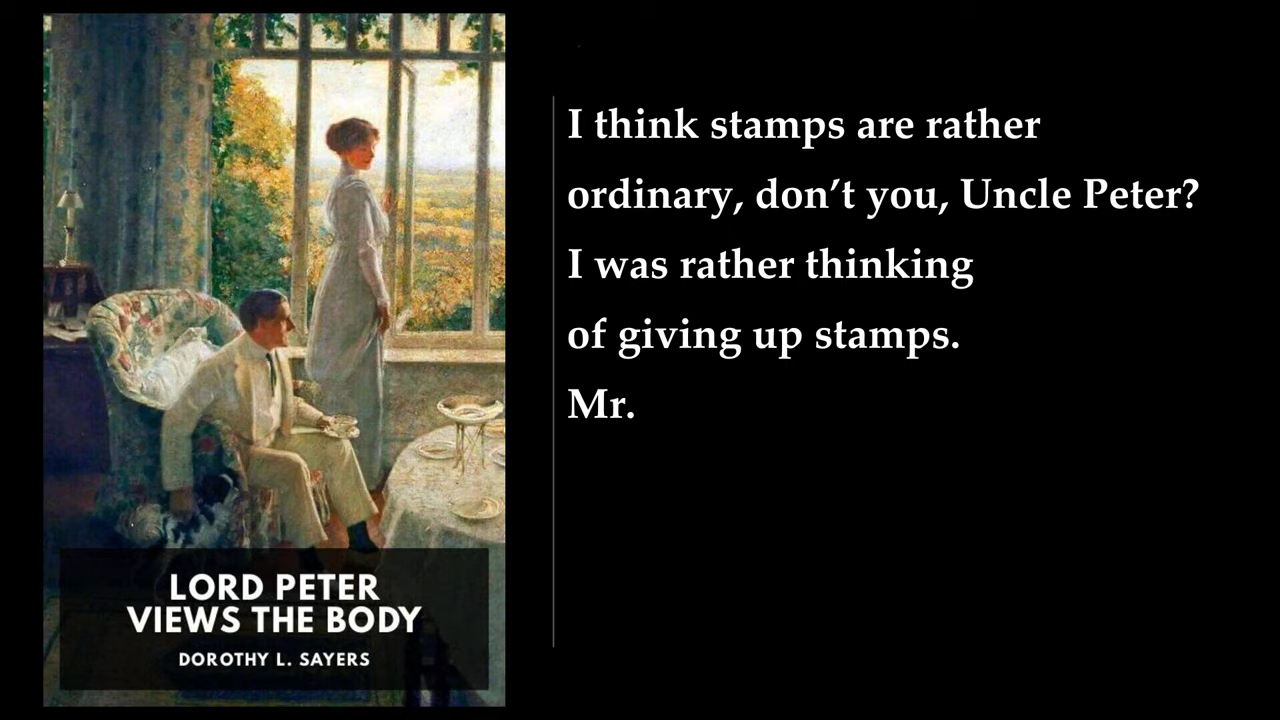 I think stamps are rather
ordinary, don’t you, Uncle Peter?
I was rather thinking
of giving up stamps.
Mr.
LORD PETER
VIEWS THE BODY
DOROTHY L. SAYERS